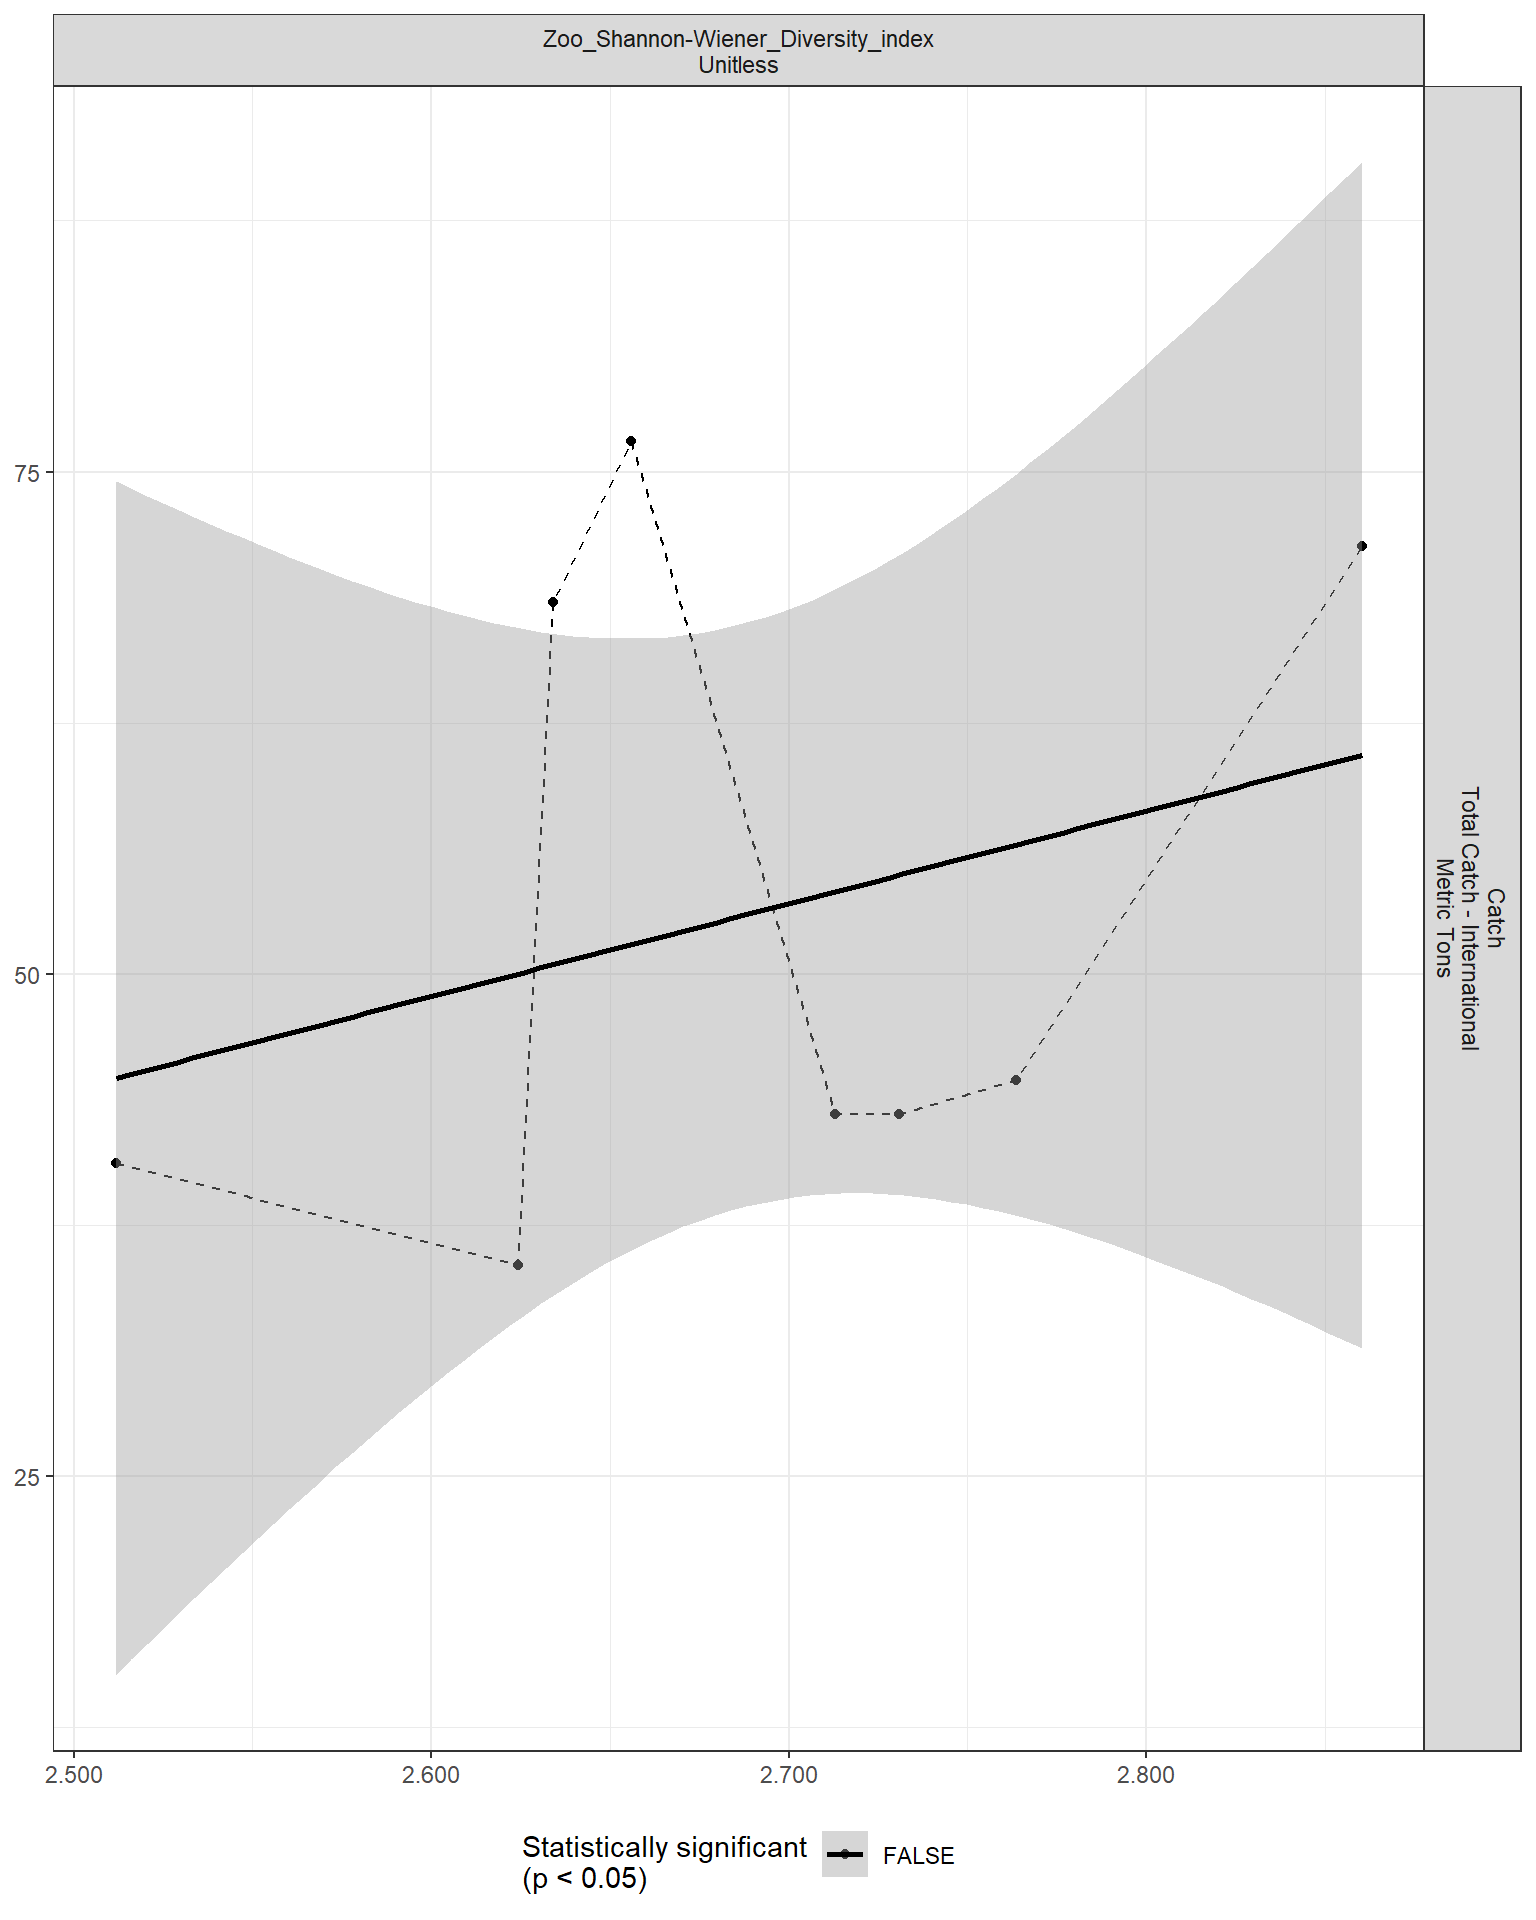 Zoo_Shannon-Wiener_Diversity_index
Unitless
75
50
25
2.500
2.600
2.700
2.800
Catch
Total Catch - International
Metric Tons
Statistically significant
(p < 0.05)
FALSE